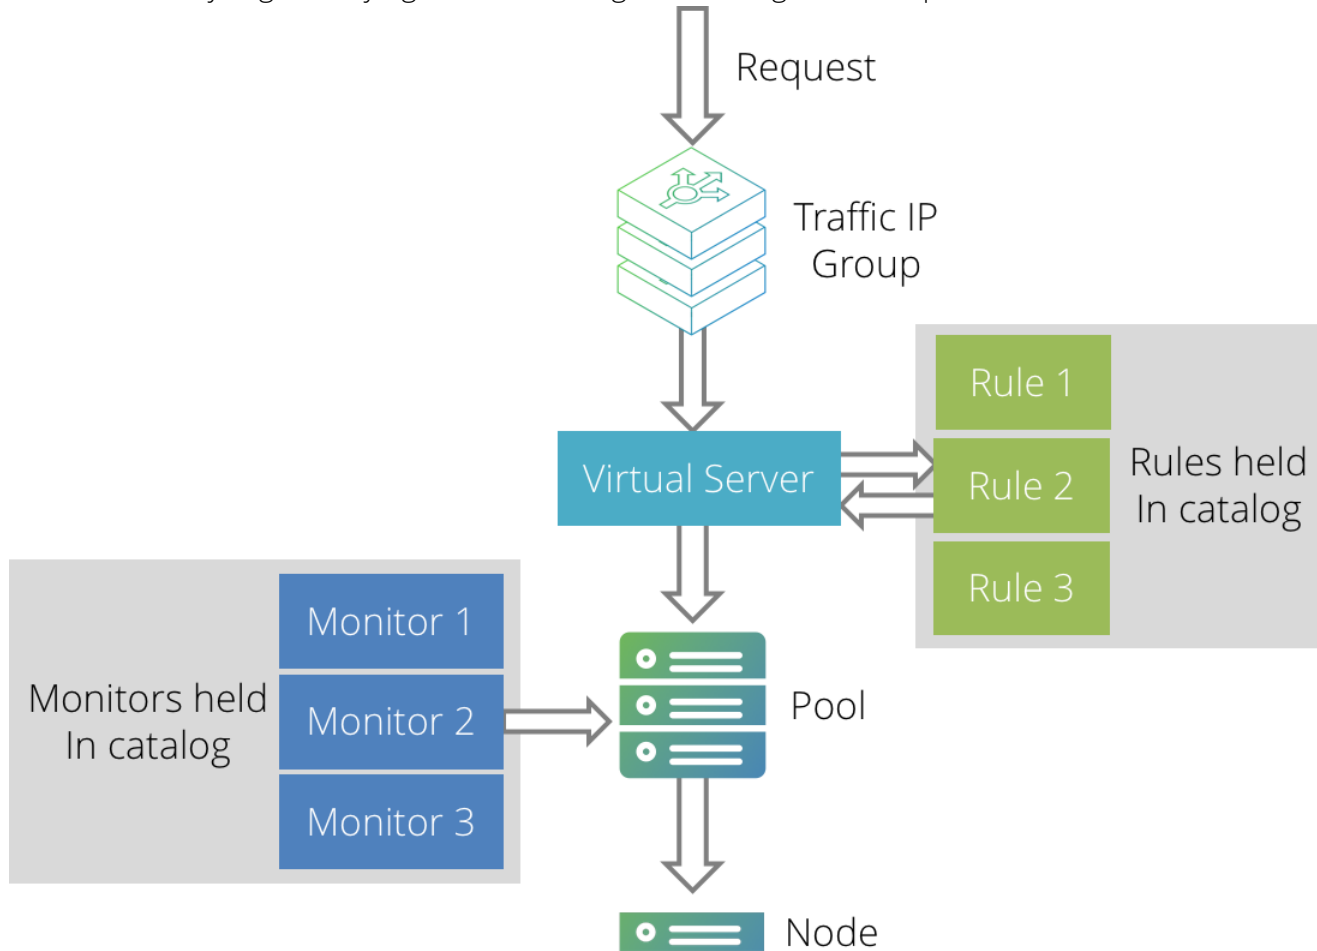 Request
Traffic IP
Group
Rule 1
Virtual Server
Rule 2
Rules held
In catalog
Rule 3
Monitor 1
Monitors held
In catalog
Monitor 2
Pool
Monitor 3
Node